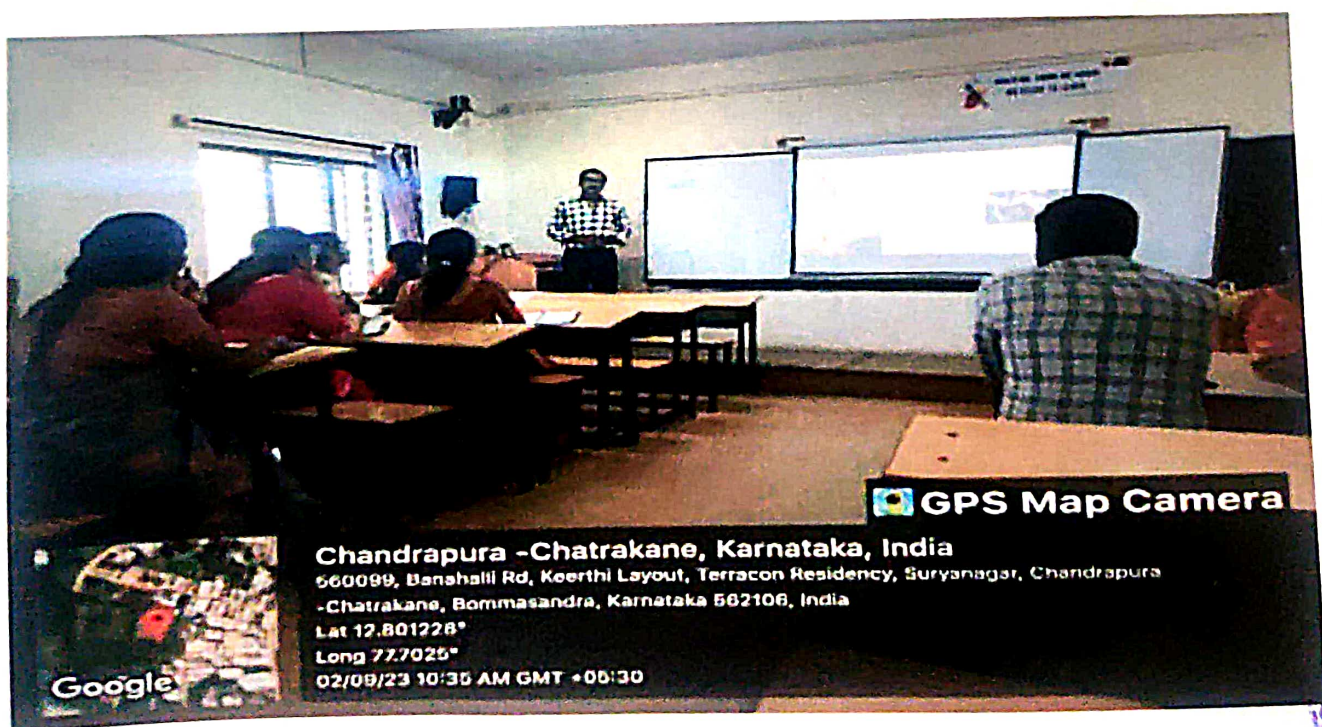 GPS Map Camera
Chandrapura -Chatrakane, Karnataka, India
560099, Banahalli Rd, Keerthi Layout, Terracon Residency, Suryanagar, Chandrapura
-Chatrakane, Bommasandra, Karnataka 562106, India
Lat 12.801228°
Long 77.7025°
02/09/23 10:35 AM GMT +05:30
Google